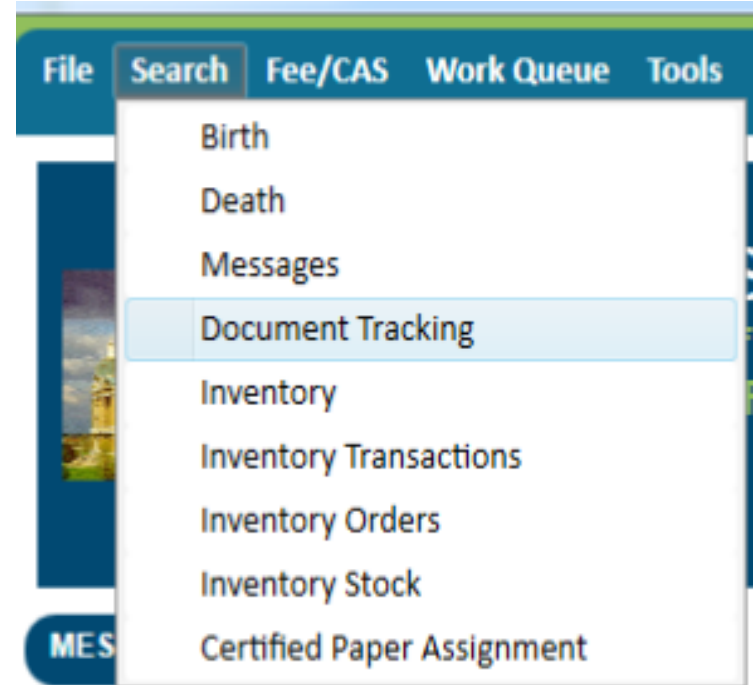 File Search Fee/CAS Work Queue Tools
Birth
Death
Messages
Document Tracking
Inventory
Inventory Transactions
Inventory Orders
Inventory Stock
Certified Paper Assignment